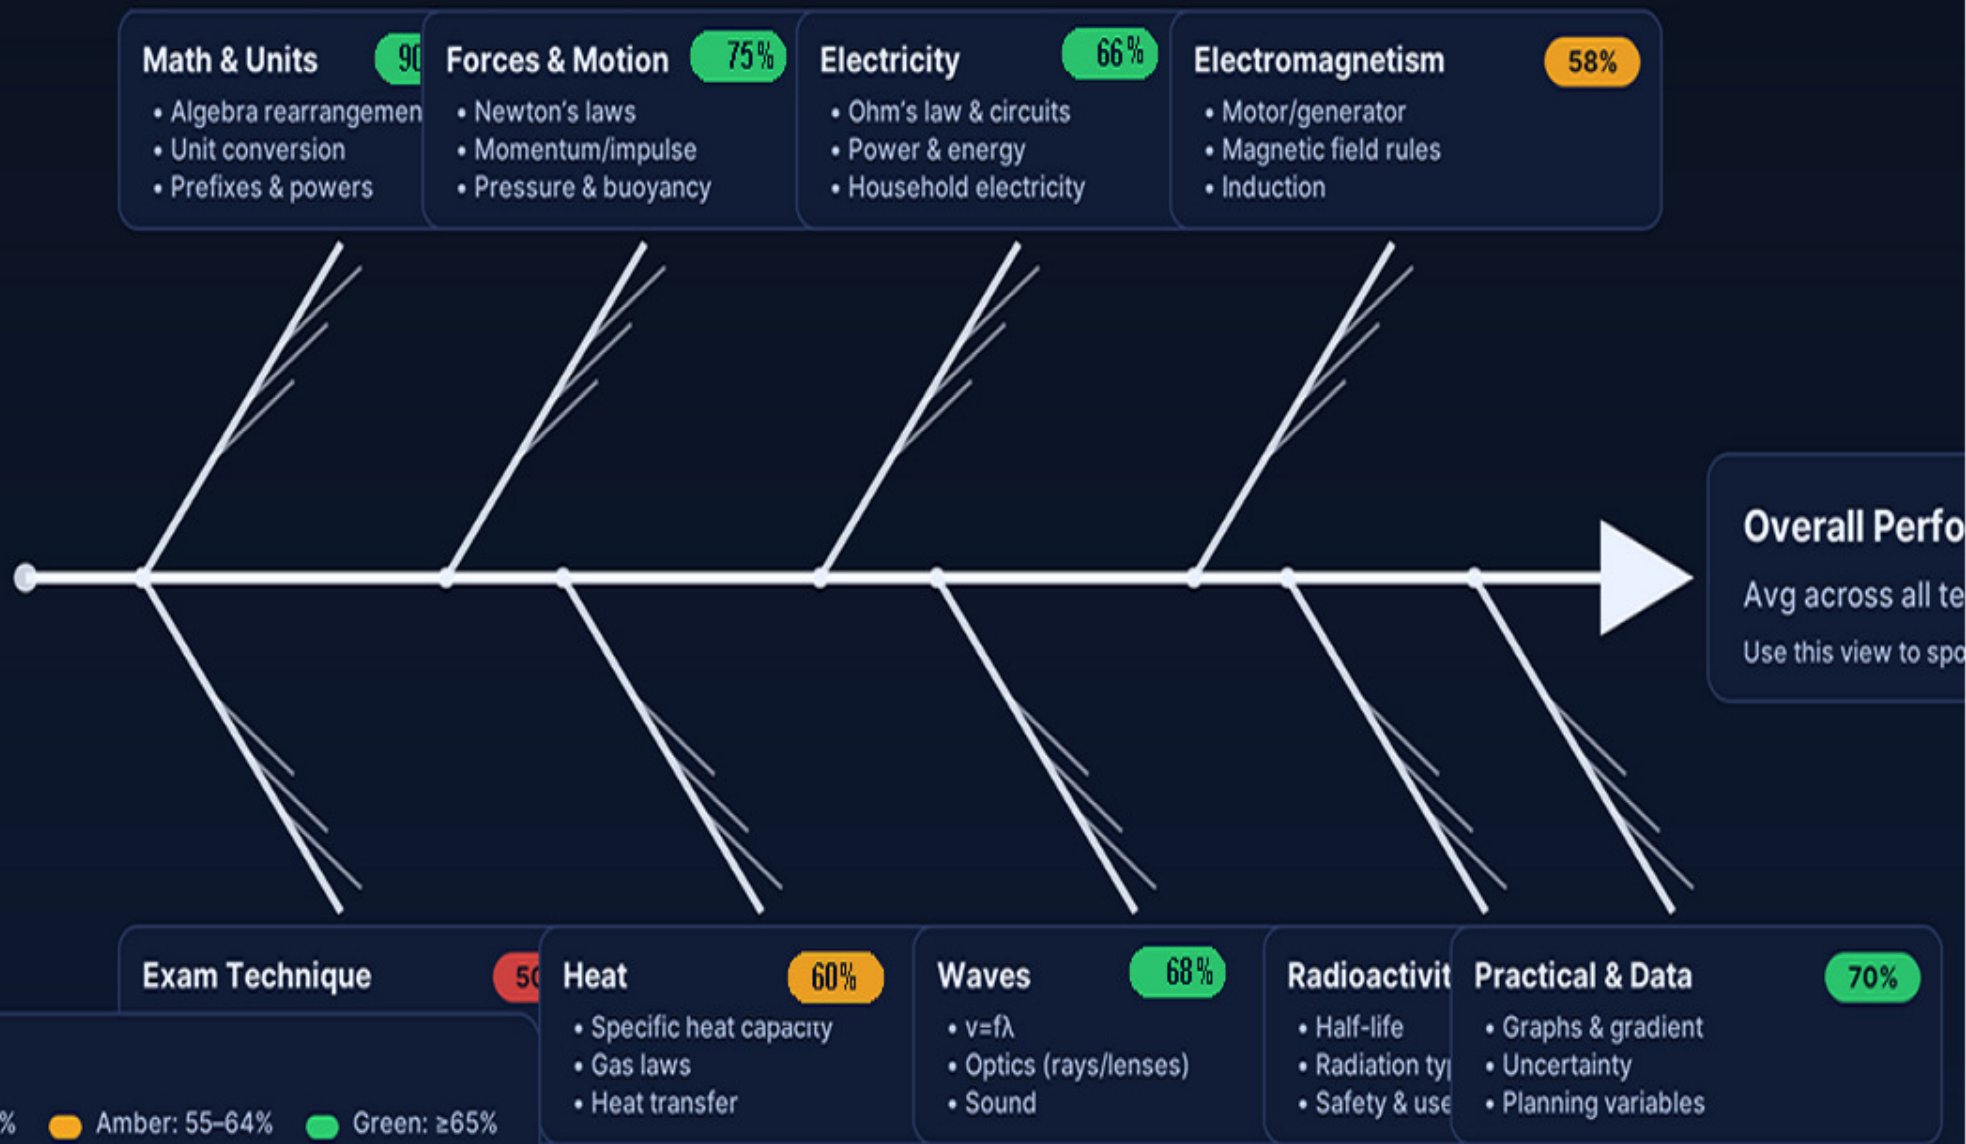 Math & Units 90
• Algebra rearrangemen
• Unit conversion
• Prefixes & powers
Forces & Motion 75%
• Newton's laws
• Momentum/impulse
• Pressure & buoyancy
Electricity 66%
• Ohm's law & circuits
• Power & energy
• Household electricity
Electromagnetism 58%
• Motor/generator
• Magnetic field rules
• Induction
Overall Perfo
Avg across all te
Use this view to spo
Exam Technique 50
% Amber: 55–64% Green: ≥65%
Heat 60%
• Specific heat capacity
• Gas laws
• Heat transfer
Waves 68%
• v=fλ
• Optics (rays/lenses)
• Sound
Radioactivit
• Half-life
• Radiation typ
• Safety & use
Practical & Data 70%
• Graphs & gradient
• Uncertainty
• Planning variables